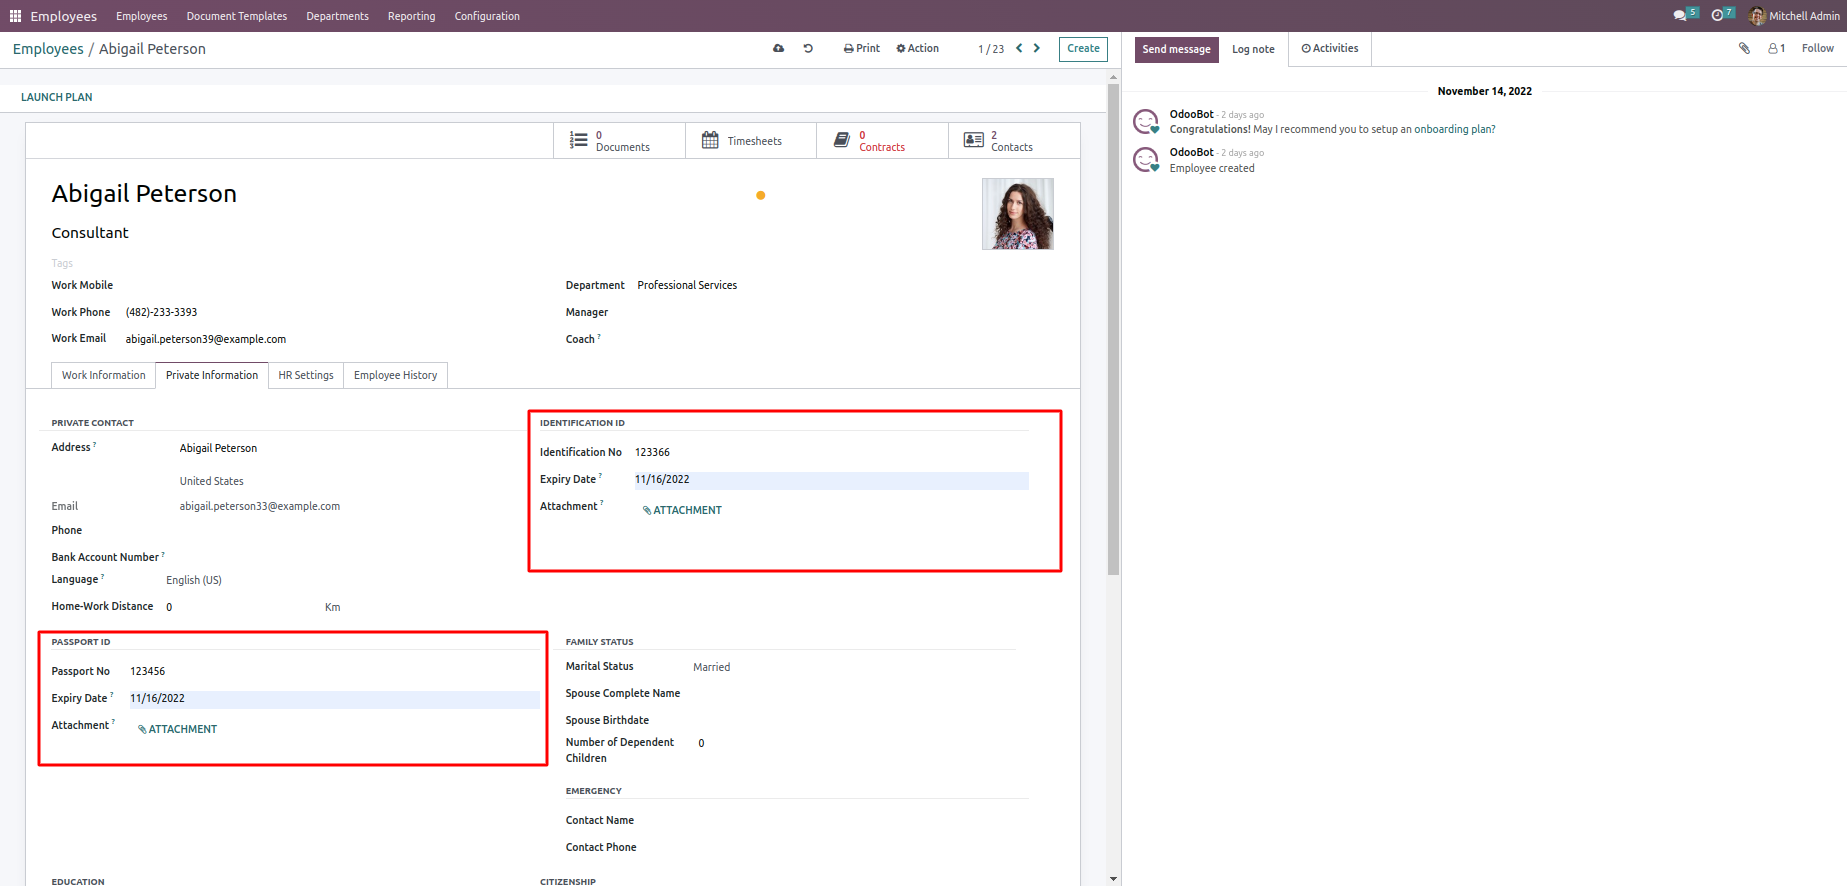 Employees Employees Document Templates Departments Reporting Configuration 5 7 Mitchell Admin
Employees / Abigail Peterson Print Action 1 / 23 Create
Send message Log note Activities 1 Follow
LAUNCH PLAN
0 Documents
Timesheets
0 Contracts
2 Contacts
Abigail Peterson
Consultant
Tags
Work Mobile
Work Phone (482)-233-3393
Work Email abigail.peterson39@example.com
Department Professional Services
Manager
Coach ?
Work Information Private Information HR Settings Employee History
PRIVATE CONTACT
Address ? Abigail Peterson
United States
Email abigail.peterson33@example.com
Phone
Bank Account Number ?
Language ? English (US)
Home-Work Distance 0 Km
IDENTIFICATION ID
Identification No 123366
Expiry Date ? 11/16/2022
Attachment ? ATTACHMENT
PASSPORT ID
Passport No 123456
Expiry Date ? 11/16/2022
Attachment ? ATTACHMENT
FAMILY STATUS
Marital Status Married
Spouse Complete Name
Spouse Birthdate
Number of Dependent 0
Children
EMERGENCY
Contact Name
Contact Phone
EDUCATION
CITIZENSHIP
November 14, 2022
OdooBot - 2 days ago
Congratulations! May I recommend you to setup an onboarding plan?
OdooBot - 2 days ago
Employee created